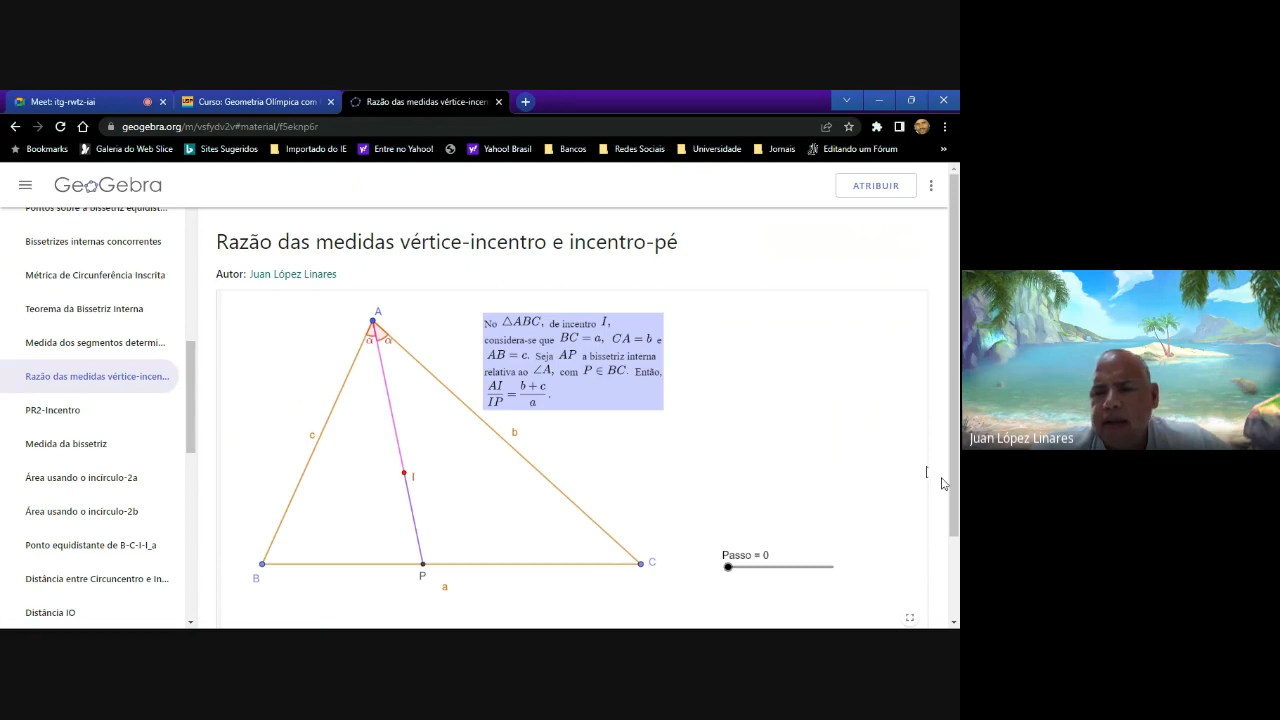 Meet: itg-rwtz-iai
Curso: Geometria Olímpica com
Razão das medidas vértice-incen
geogebra.org/m/vsfydv2v#material/f5eknp6r
Bookmarks Galeria do Web Slice Sites Sugeridos Importado do IE Entre no Yahoo! Yahoo! Brasil Bancos Redes Sociais Universidade Jornais Editando um Fórum »
GeoGebra
ATRIBUIR
Pontos sobre a bissetriz equidist...
Bissetrizes internas concorrentes
Métrica de Circunferência Inscrita
Teorema da Bissetriz Interna
Medida dos segmentos determi...
Razão das medidas vértice-incen...
PR2-Incentro
Medida da bissetriz
Área usando o incírculo-2a
Área usando o incírculo-2b
Ponto equidistante de B-C-I-I_a
Distância entre Circuncentro e In...
Distância IO
Razão das medidas vértice-incentro e incentro-pé
Autor: Juan López Linares
A
α α
c
b
I
B
P
C
a
No △ABC, de incentro I,
considera-se que BC = a, CA = b e
AB = c. Seja AP a bissetriz interna
relativa ao ∠A, com P ∈ BC. Então,
AI/IP = b + c/a.
Passo = 0
Juan López Linares